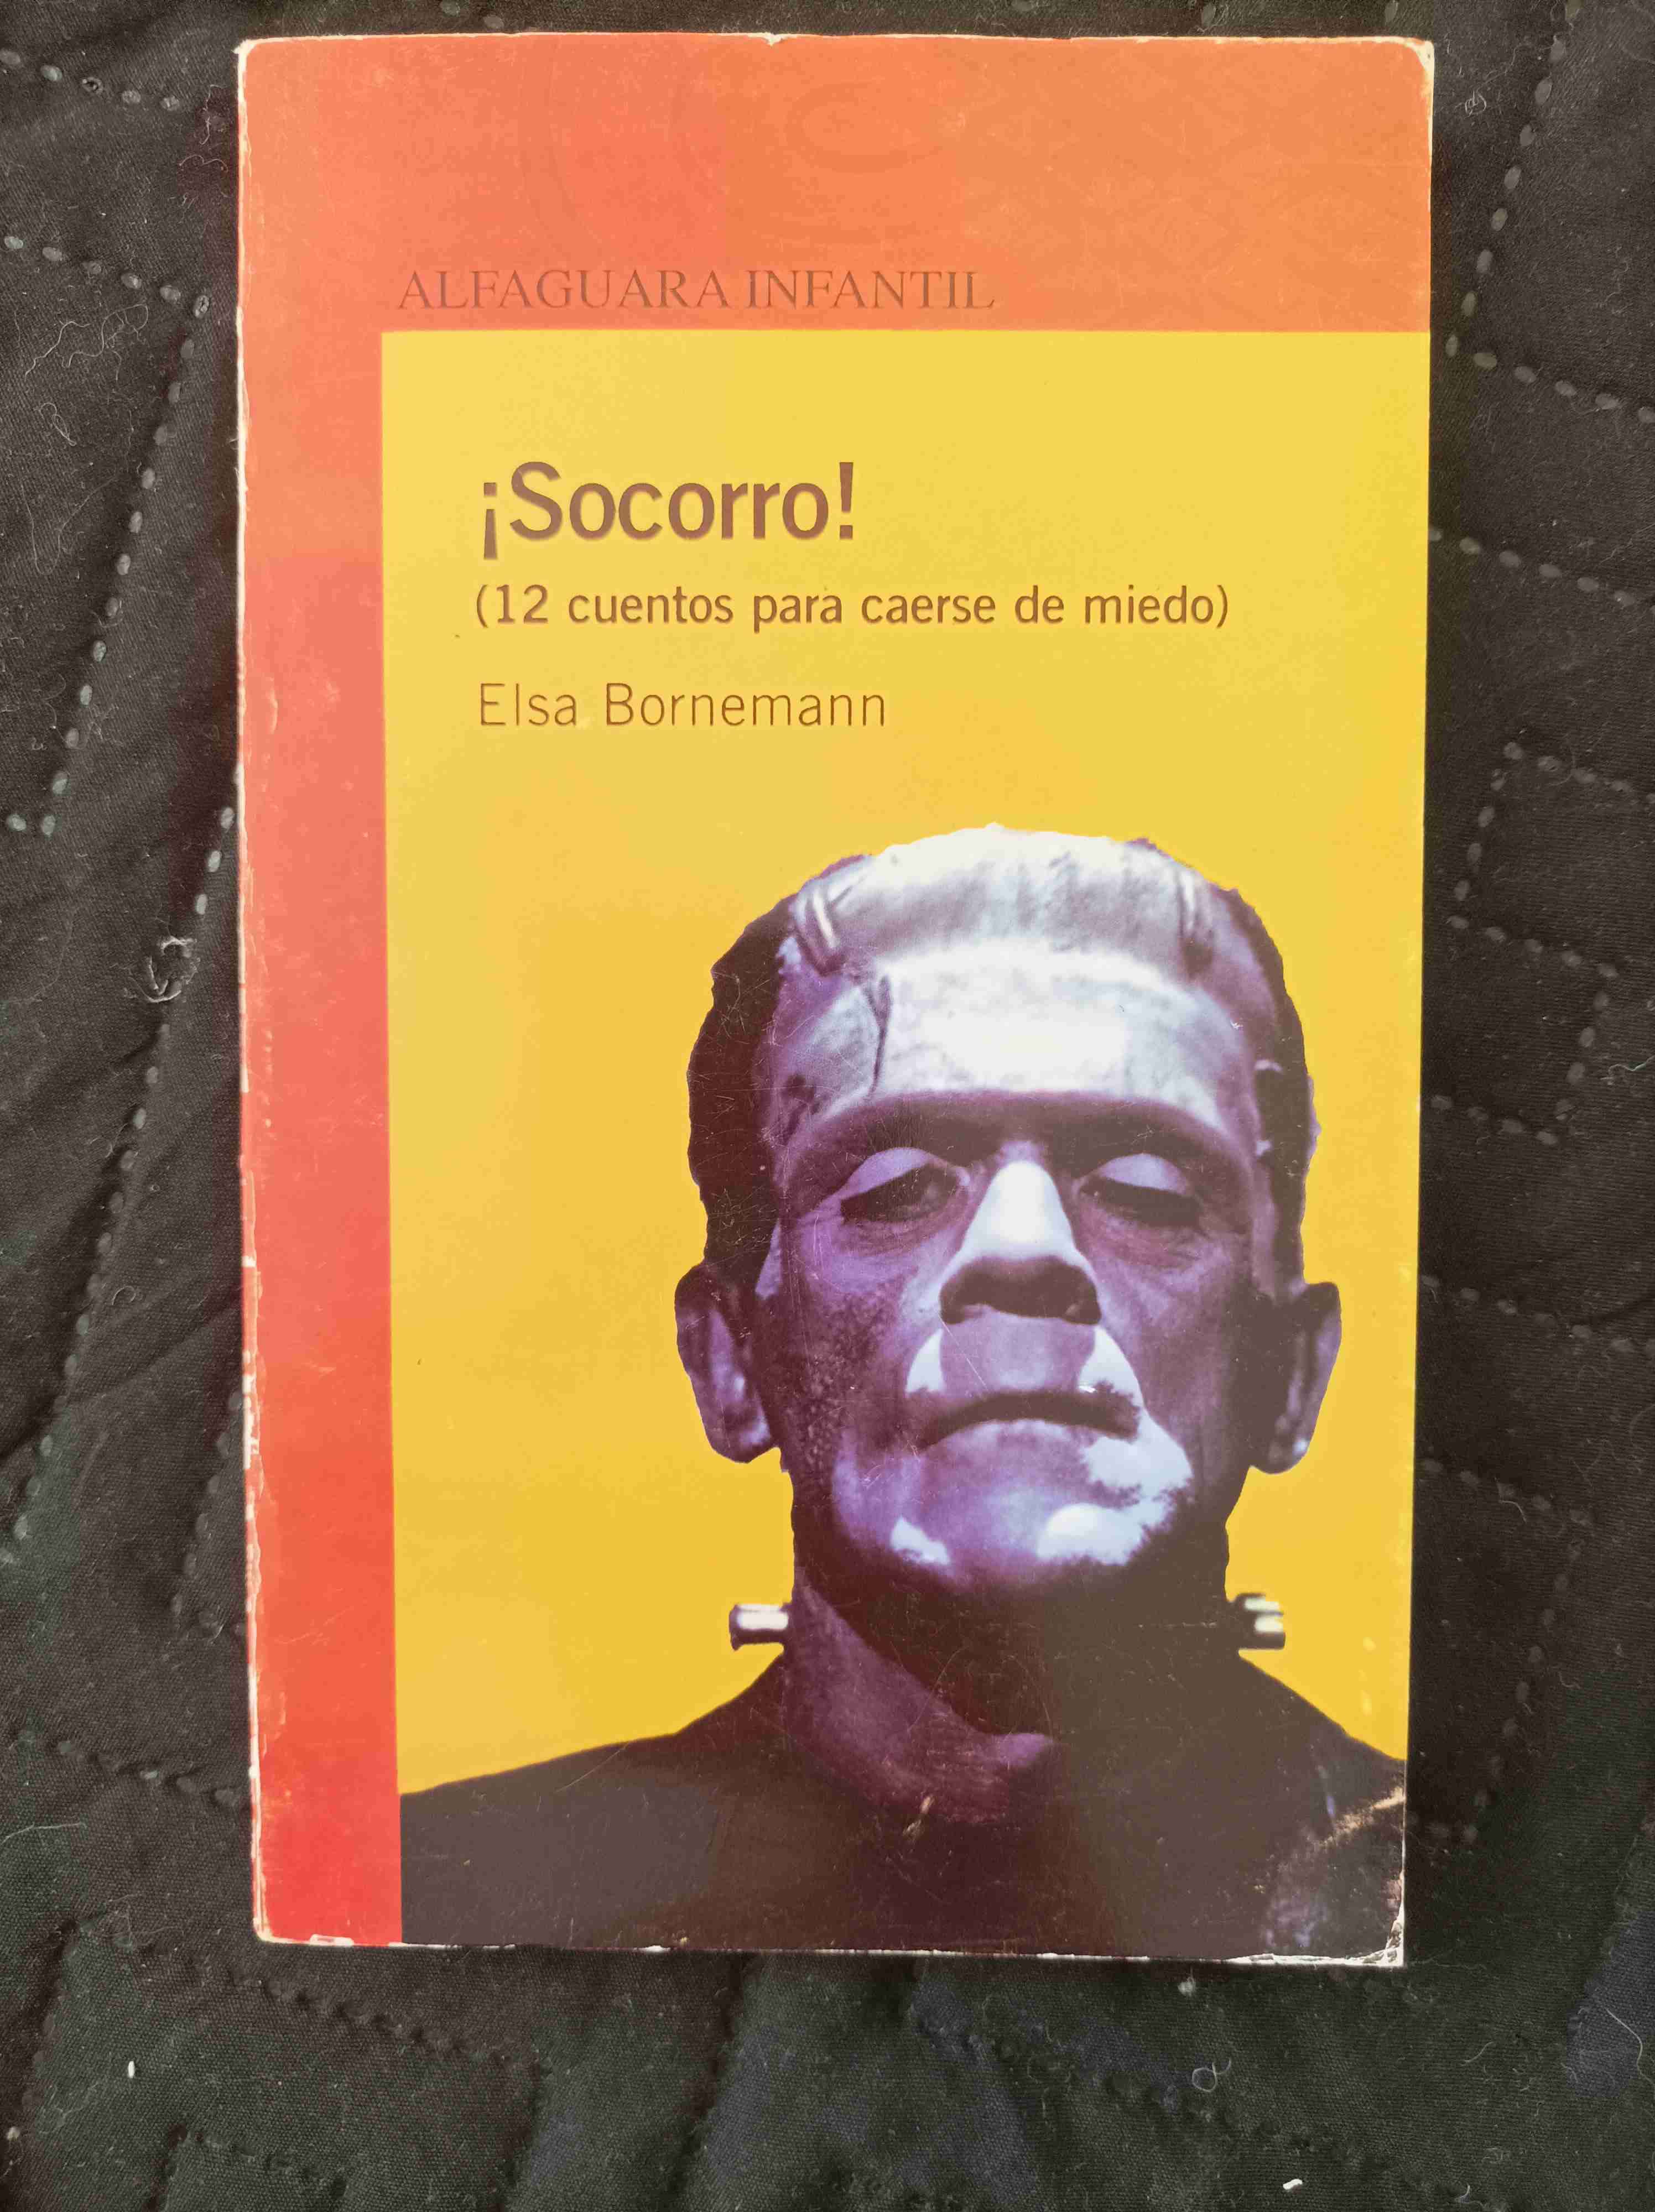 ALFAGUARA INFANTIL
¡Socorro!
(12 cuentos para caerse de miedo)
Elsa Bornemann